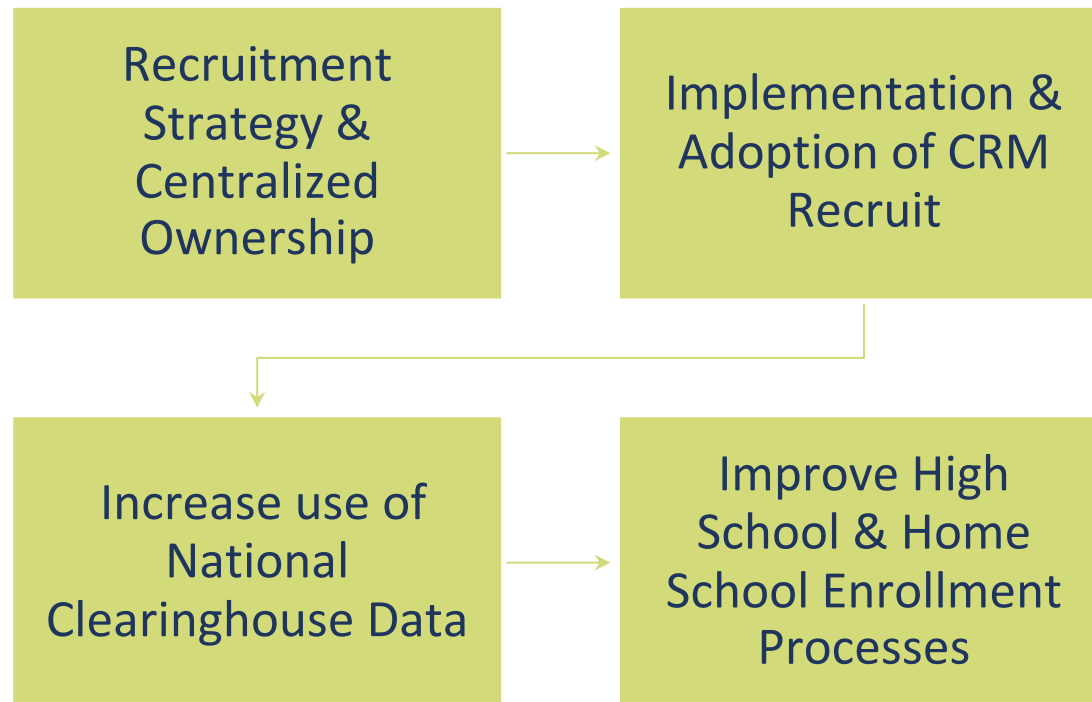 Recruitment
Strategy &
Centralized
Ownership
Implementation &
Adoption of CRM
Recruit
Increase use of
National
Clearinghouse Data
Improve High
School & Home
School Enrollment
Processes